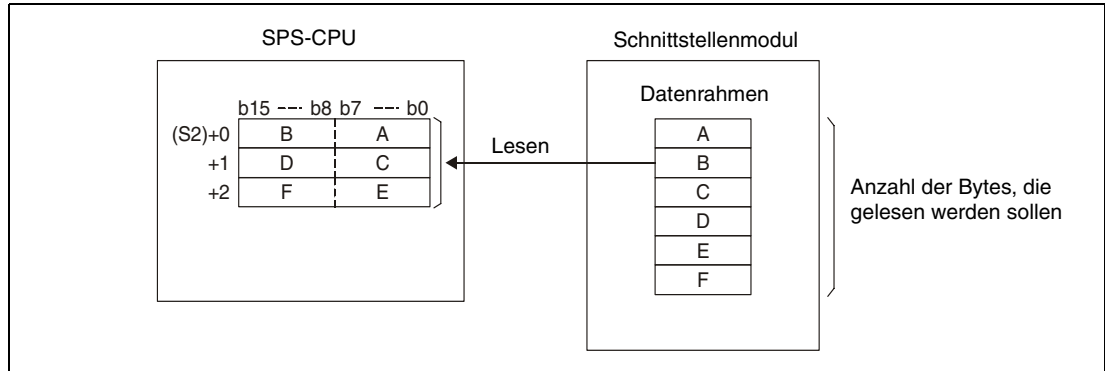 SPS-CPU
Schnittstellenmodul
Datenrahmen
b15 --- b8 b7 --- b0
(S2)+0 B A
+1 D C
+2 F E
Lesen
A
B
C
D
E
F
Anzahl der Bytes, die
gelesen werden sollen